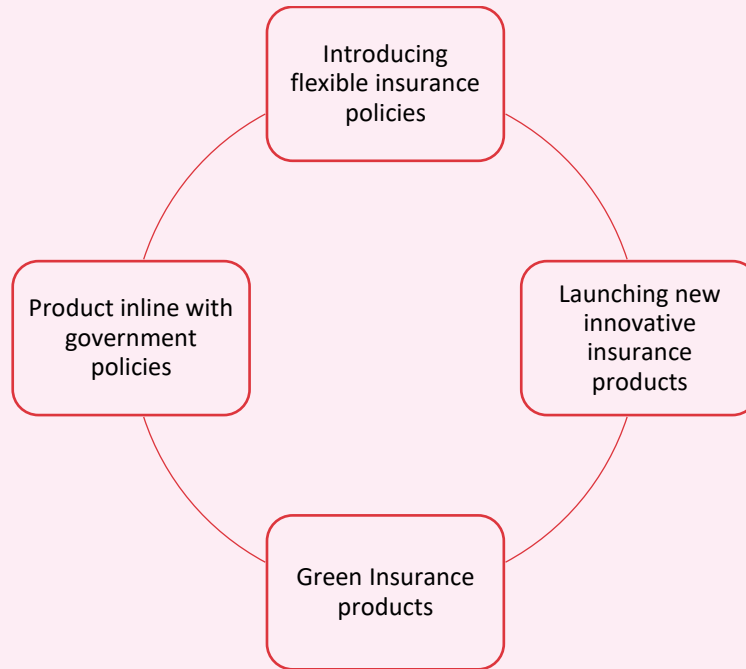 Introducing
flexible insurance
policies
Launching new
innovative
insurance
products
Green Insurance
products
Product inline with
government
policies